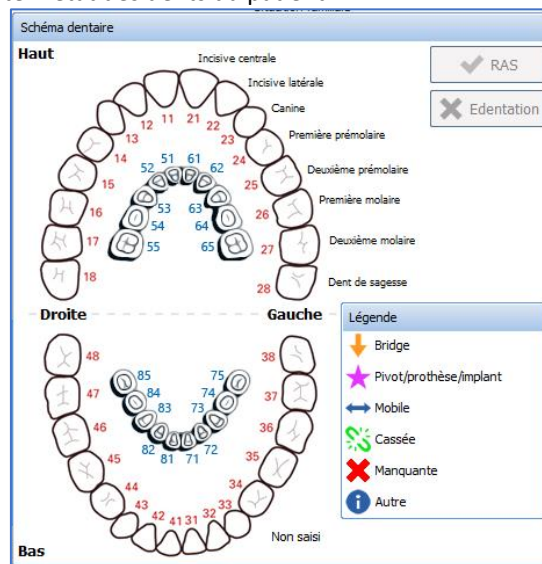 Schéma dentaire
Haut
RAS
Edentation
Incisive centrale
Incisive latérale
Canine
Première prémolaire
Deuxième prémolaire
Première molaire
Deuxième molaire
Dent de sagesse
11 21
12 22
13 23
14 24
15 25
16 26
17 27
18 28
51 61
52 62
53 63
54 64
55 65
Droite Gauche
48 38
47 37
46 36
45 35
44 34
43 33
42 41 31 32
85 75
84 74
83 73
82 72
81 71
Non saisi
Bas
Légende
Bridge
Pivot/prothèse/implant
Mobile
Cassée
Manquante
Autre